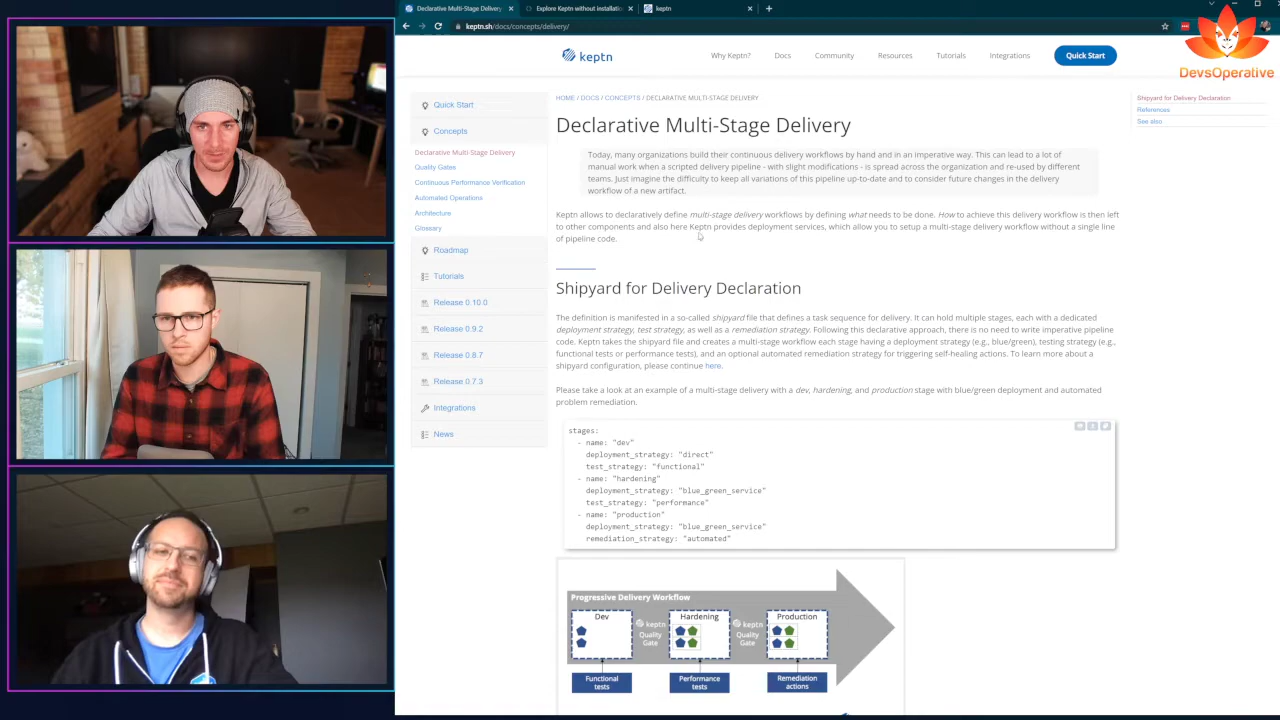 Declarative Multi-Stage Delivery
Explore Keptn without installatio
keptn
keptn.sh/docs/concepts/delivery/
DevsOperative
keptn
Why Keptn?
Docs
Community
Resources
Tutorials
Integrations
Quick Start
Quick Start
Concepts
Declarative Multi-Stage Delivery
Quality Gates
Continuous Performance Verification
Automated Operations
Architecture
Glossary
Roadmap
Tutorials
Release 0.10.0
Release 0.9.2
Release 0.8.7
Release 0.7.3
Integrations
News
HOME / DOCS / CONCEPTS / DECLARATIVE MULTI-STAGE DELIVERY
Declarative Multi-Stage Delivery
Today, many organizations build their continuous delivery workflows by hand and in an imperative way. This can lead to a lot of
manual work when a scripted delivery pipeline - with slight modifications - is spread across the organization and re-used by different
teams. Just imagine the difficulty to keep all variations of this pipeline up-to-date and to consider future changes in the delivery
workflow of a new artifact.
Keptn allows to declaratively define multi-stage delivery workflows by defining what needs to be done. How to achieve this delivery workflow is then left
to other components and also here Keptn provides deployment services, which allow you to setup a multi-stage delivery workflow without a single line
of pipeline code.
Shipyard for Delivery Declaration
The definition is manifested in a so-called shipyard file that defines a task sequence for delivery. It can hold multiple stages, each with a dedicated
deployment strategy, test strategy, as well as a remediation strategy. Following this declarative approach, there is no need to write imperative pipeline
code. Keptn takes the shipyard file and creates a multi-stage workflow each stage having a deployment strategy (e.g., blue/green), testing strategy (e.g.,
functional tests or performance tests), and an optional automated remediation strategy for triggering self-healing actions. To learn more about a
shipyard configuration, please continue here.
Please take a look at an example of a multi-stage delivery with a dev, hardening, and production stage with blue/green deployment and automated
problem remediation.
stages:
- name: "dev"
deployment_strategy: "direct"
test_strategy: "functional"
- name: "hardening"
deployment_strategy: "blue_green_service"
test_strategy: "performance"
- name: "production"
deployment_strategy: "blue_green_service"
remediation_strategy: "automated"
Progressive Delivery Workflow
Dev
keptn
Quality
Gate
Hardening
keptn
Quality
Gate
Production
Functional
tests
Performance
tests
Remediation
actions
Shipyard for Delivery Declaration
References
See also